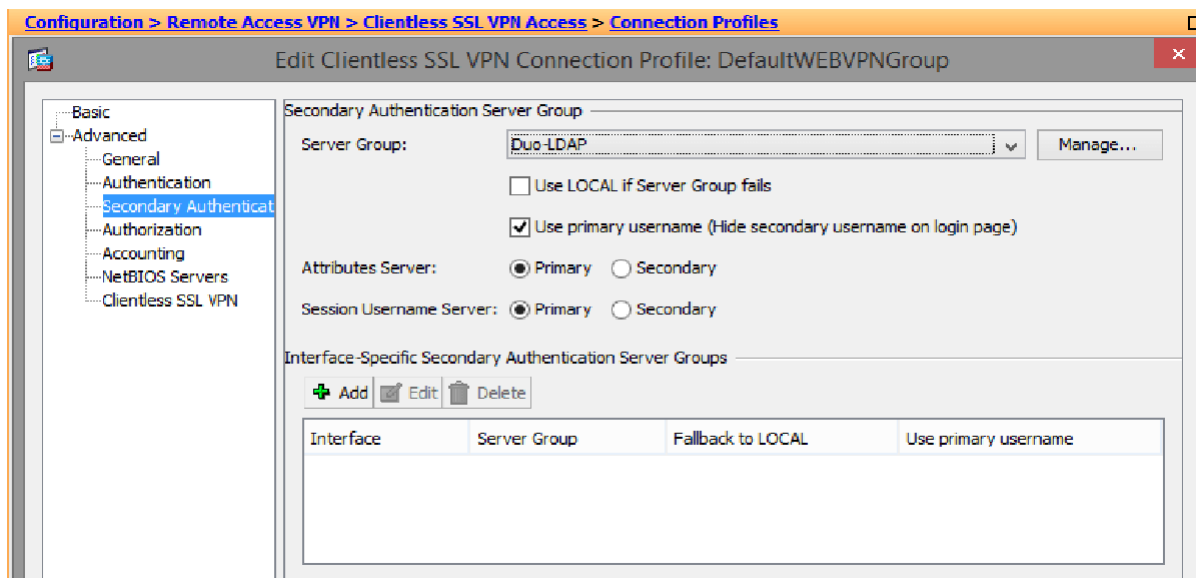 Configuration > Remote Access VPN > Clientless SSL VPN Access > Connection Profiles
Edit Clientless SSL VPN Connection Profile: DefaultWEBVPNGroup
Basic
Advanced
General
Authentication
Secondary Authenticat
Authorization
Accounting
NetBIOS Servers
Clientless SSL VPN
Secondary Authentication Server Group
Server Group: Duo-LDAP Manage...
Use LOCAL if Server Group fails
Use primary username (Hide secondary username on login page)
Attributes Server: Primary Secondary
Session Username Server: Primary Secondary
Interface-Specific Secondary Authentication Server Groups
Add Edit Delete
Interface Server Group Fallback to LOCAL Use primary username